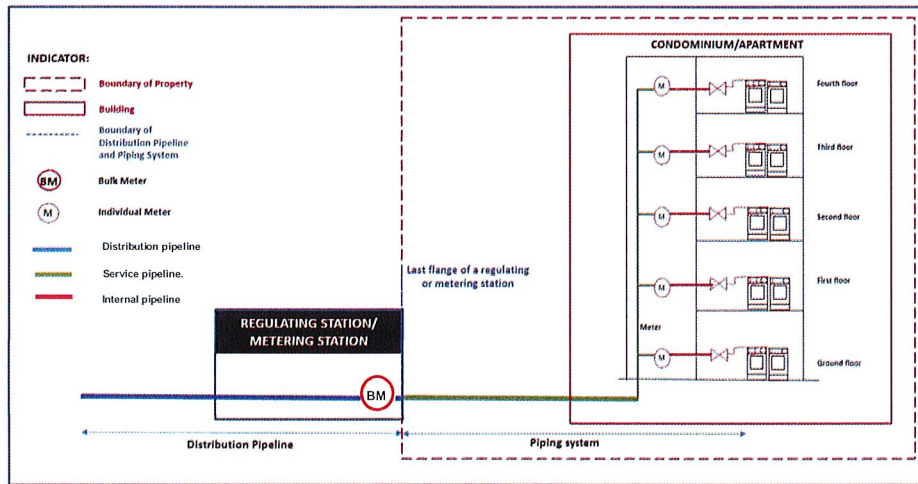 INDICATOR:
Boundary of Property
Building
Boundary of
Distribution Pipeline
and Piping System
BM
Bulk Meter
M
Individual Meter
Distribution pipeline
Service pipeline.
Internal pipeline
REGULATING STATION/
METERING STATION
BM
Last flange of a regulating
or metering station
CONDOMINIUM/APARTMENT
M
Fourth floor
M
Third floor
M
Second floor
M
First floor
Meter
M
Ground floor
Distribution Pipeline
Piping system